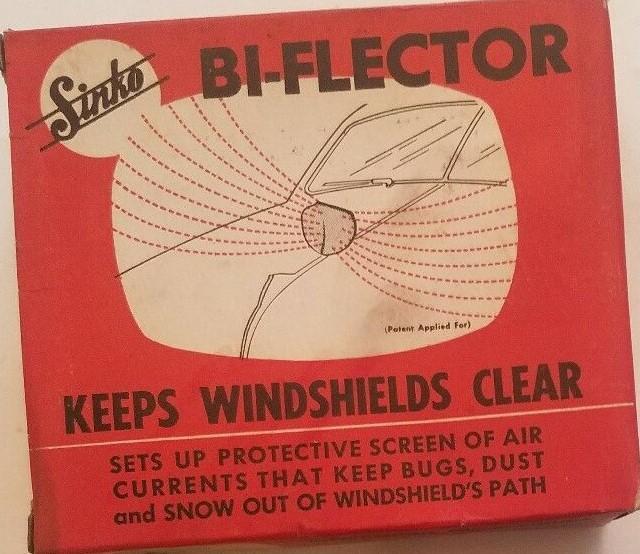 Sinko
BI-FLECTOR
(Patent Applied For)
KEEPS WINDSHIELDS CLEAR
SETS UP PROTECTIVE SCREEN OF AIR
CURRENTS THAT KEEP BUGS, DUST
and SNOW OUT OF WINDSHIELD'S PATH